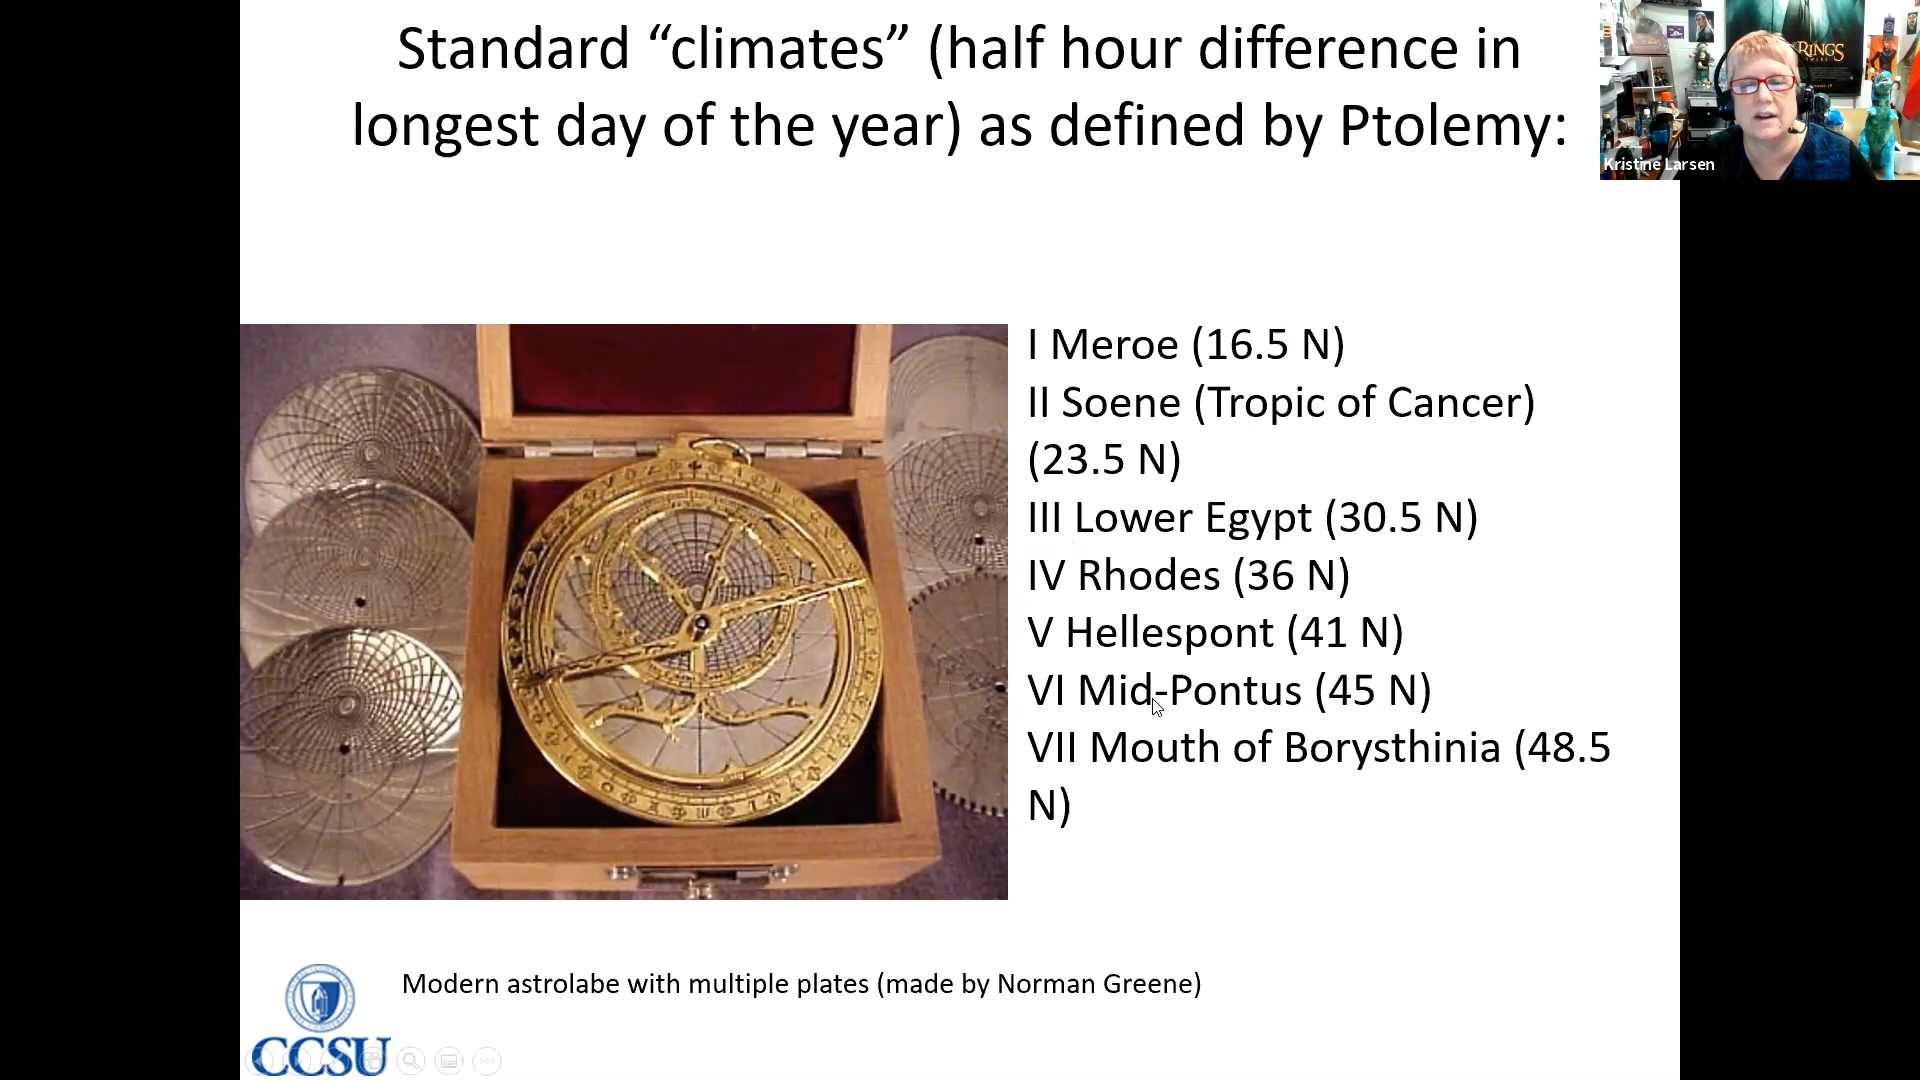 Standard “climates” (half hour difference in
longest day of the year) as defined by Ptolemy:
RINGS
Kristine Larsen
I Meroe (16.5 N)
II Soene (Tropic of Cancer)
(23.5 N)
III Lower Egypt (30.5 N)
IV Rhodes (36 N)
V Hellespont (41 N)
VI Mid-Pontus (45 N)
VII Mouth of Borysthinia (48.5
N)
Modern astrolabe with multiple plates (made by Norman Greene)
CCSU